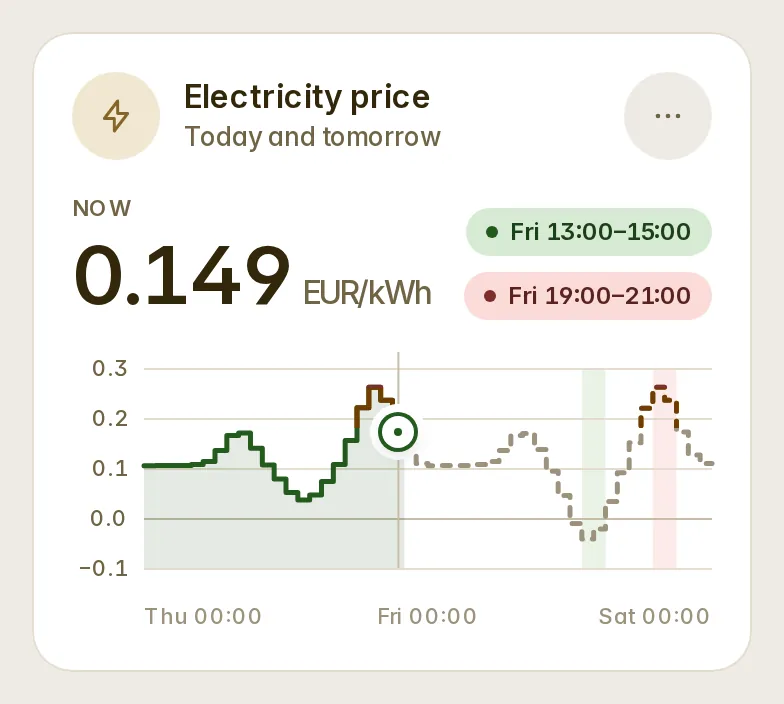 Electricity price
Today and tomorrow
NOW
0.149 EUR/kWh
Fri 13:00–15:00
Fri 19:00–21:00
0.3
0.2
0.1
0.0
−0.1
Thu 00:00 Fri 00:00 Sat 00:00